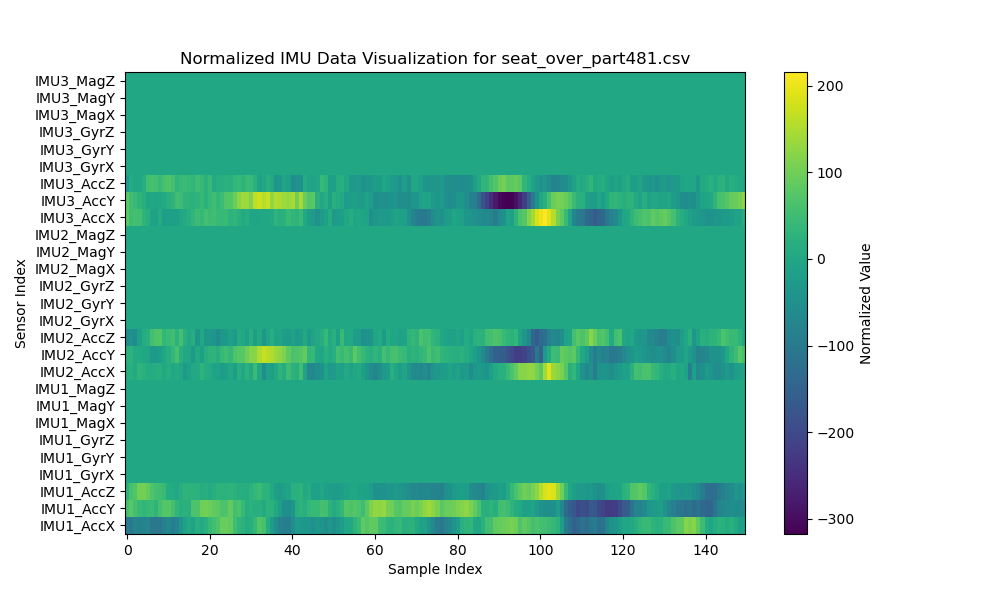 Normalized IMU Data Visualization for seat_over_part481.csv
IMU3_MagZ
IMU3_MagY
IMU3_MagX
IMU3_GyrZ
IMU3_GyrY
IMU3_GyrX
IMU3_AccZ
IMU3_AccY
IMU3_AccX
IMU2_MagZ
IMU2_MagY
IMU2_MagX
IMU2_GyrZ
IMU2_GyrY
IMU2_GyrX
IMU2_AccZ
IMU2_AccY
IMU2_AccX
IMU1_MagZ
IMU1_MagY
IMU1_MagX
IMU1_GyrZ
IMU1_GyrY
IMU1_GyrX
IMU1_AccZ
IMU1_AccY
IMU1_AccX
Sensor Index
0 20 40 60 80 100 120 140
Sample Index
200
100
0
−100
−200
−300
Normalized Value